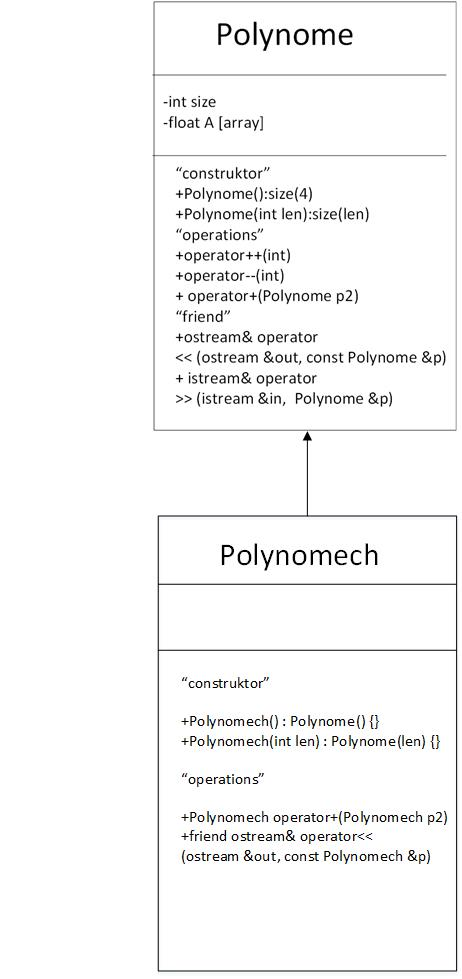 Polynome
-int size
-float A [array]
“construktor”
+Polynome():size(4)
+Polynome(int len):size(len)
“operations”
+operator++(int)
+operator--(int)
+ operator+(Polynome p2)
“friend”
+ostream& operator
<< (ostream &out, const Polynome &p)
+ istream& operator
>> (istream &in,  Polynome &p)
Polynomech
“construktor”
+Polynomech() : Polynome() {}
+Polynomech(int len) : Polynome(len) {}
“operations”
+Polynomech operator+(Polynomech p2)
+friend ostream& operator<<
(ostream &out, const Polynomech &p)